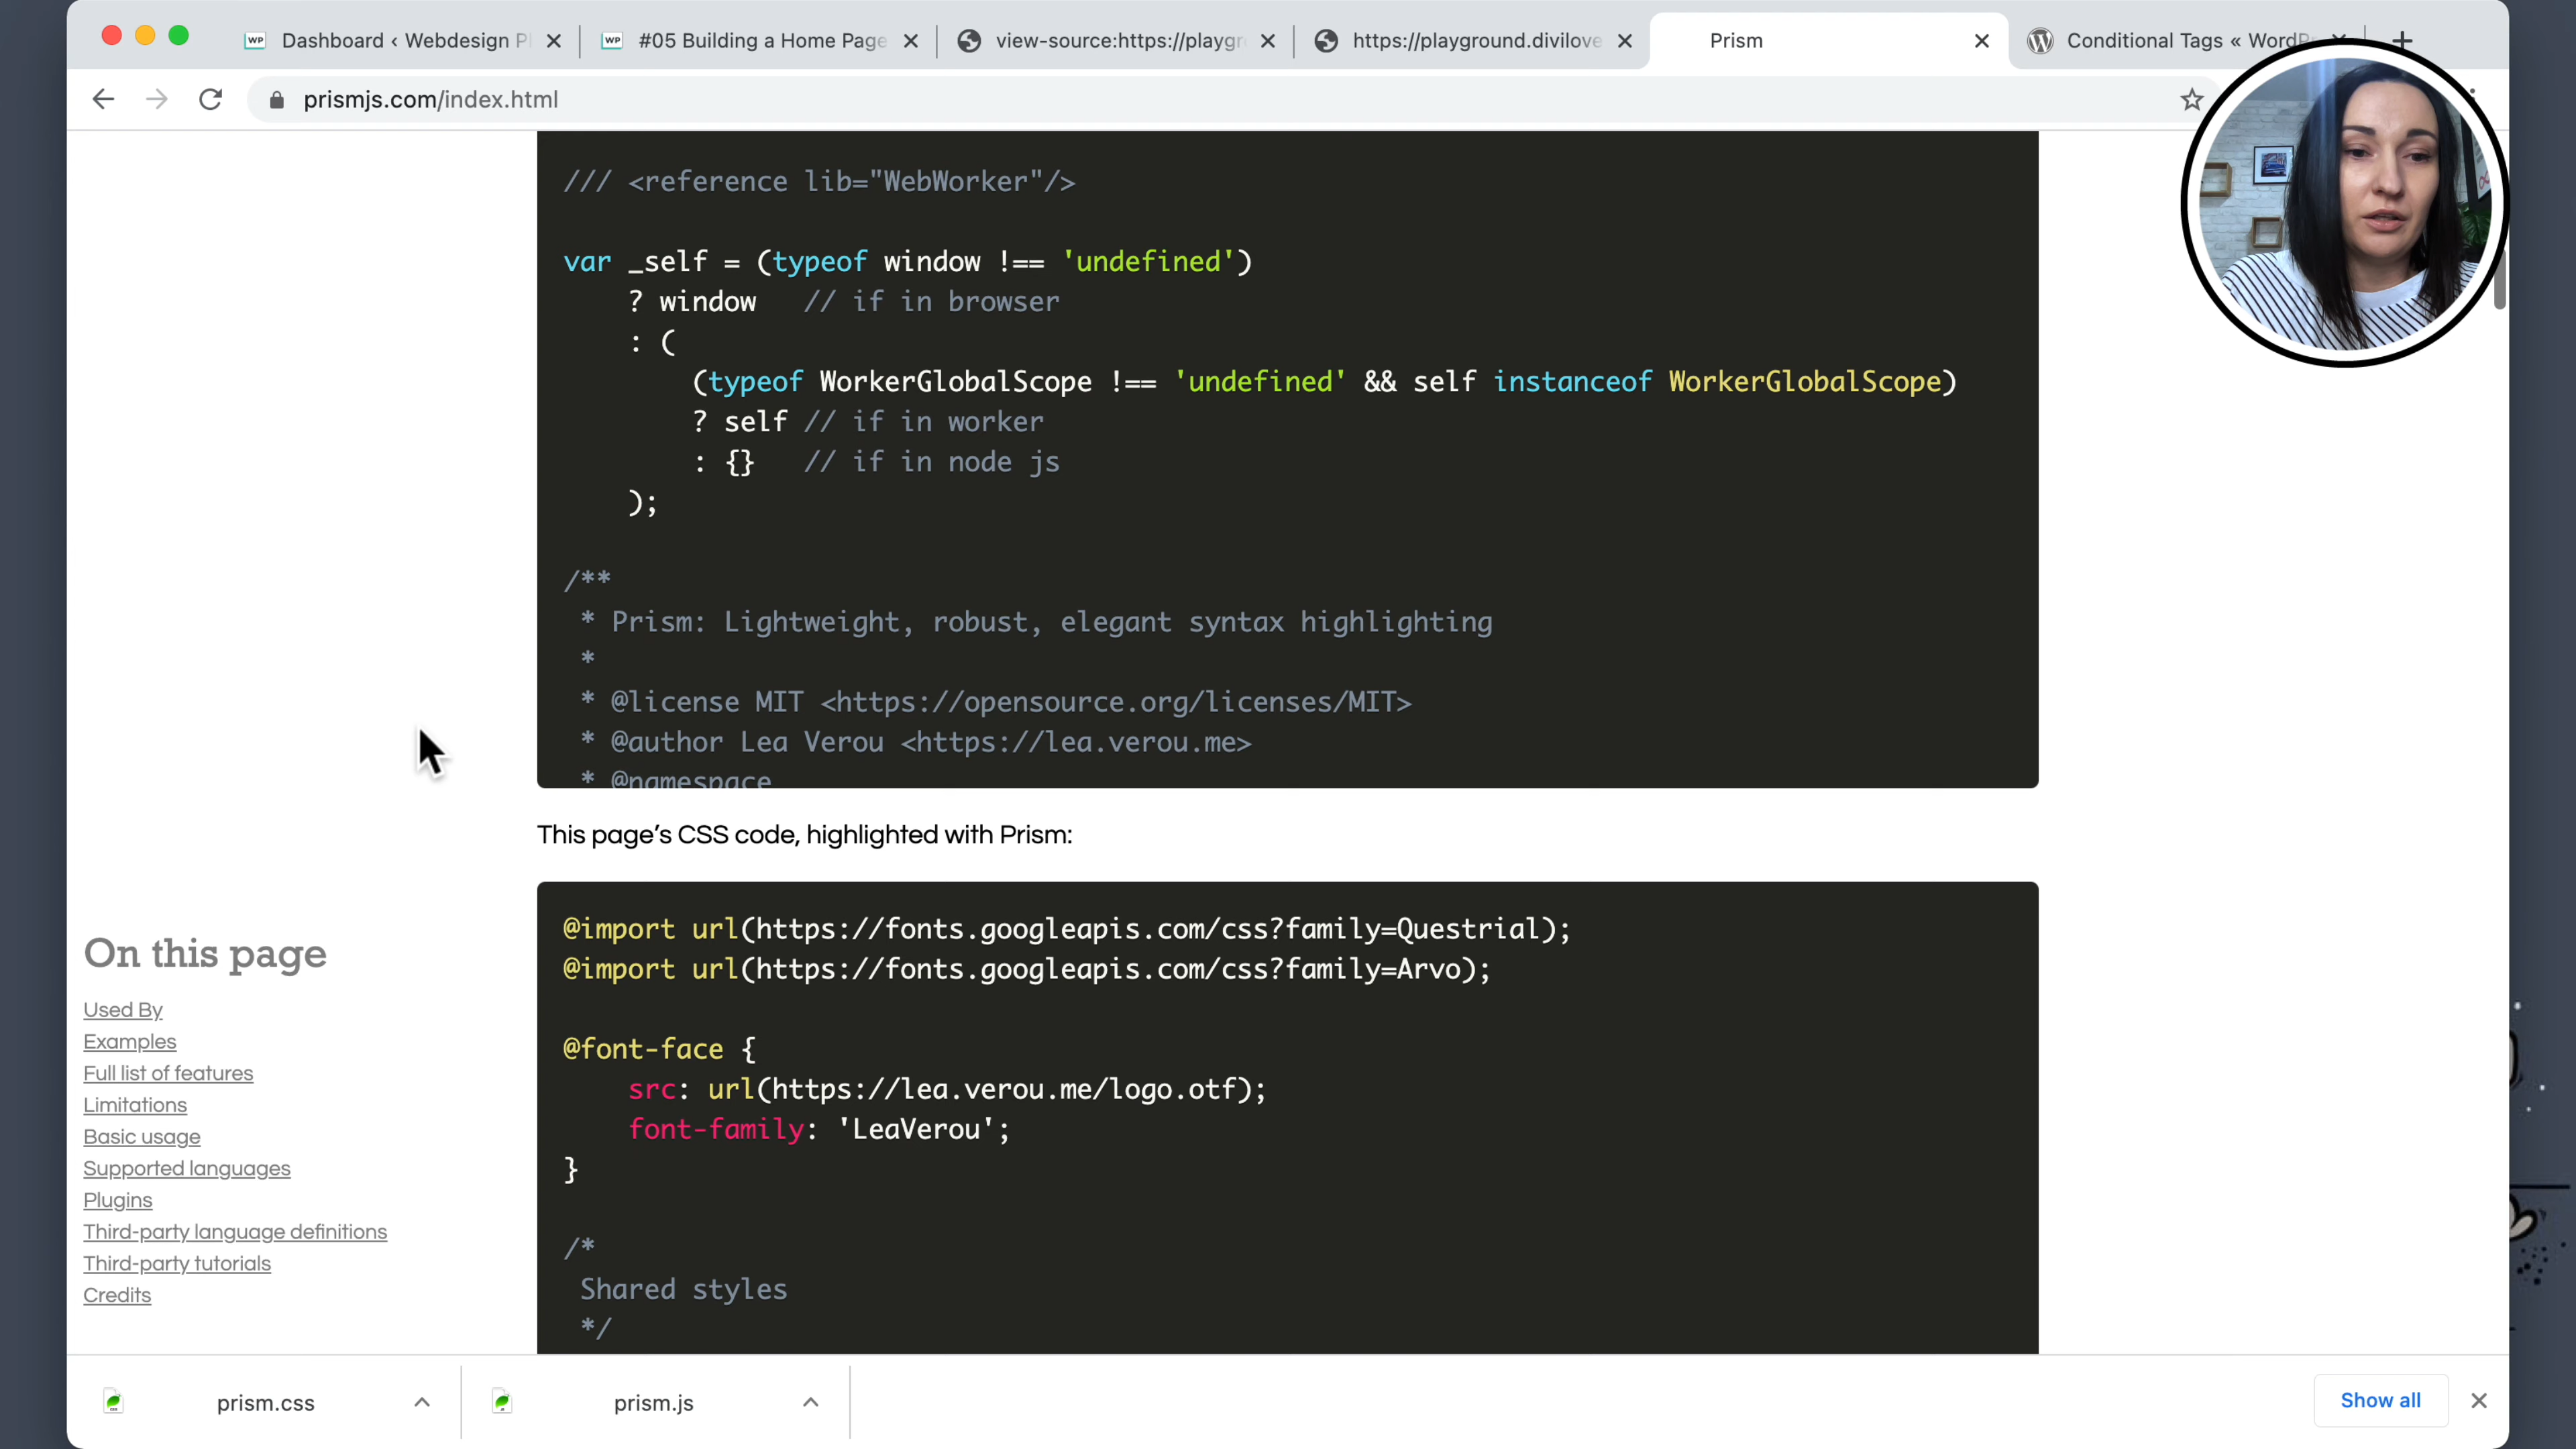 Dashboard ‹ Webdesign Pl
#05 Building a Home Page
view-source:https://playgr
https://playground.divilove
Prism
Conditional Tags « WordPr
prismjs.com/index.html
/// <reference lib="WebWorker"/>
var _self = (typeof window !== 'undefined')
? window // if in browser
: (
(typeof WorkerGlobalScope !== 'undefined' && self instanceof WorkerGlobalScope)
? self // if in worker
: {} // if in node js
);
/**
* Prism: Lightweight, robust, elegant syntax highlighting
*
* @license MIT <https://opensource.org/licenses/MIT>
* @author Lea Verou <https://lea.verou.me>
* @namespace
This page’s CSS code, highlighted with Prism:
@import url(https://fonts.googleapis.com/css?family=Questrial);
@import url(https://fonts.googleapis.com/css?family=Arvo);
@font-face {
src: url(https://lea.verou.me/logo.otf);
font-family: 'LeaVerou';
}
/*
Shared styles
*/
On this page
Used By
Examples
Full list of features
Limitations
Basic usage
Supported languages
Plugins
Third-party language definitions
Third-party tutorials
Credits
prism.css
prism.js
Show all